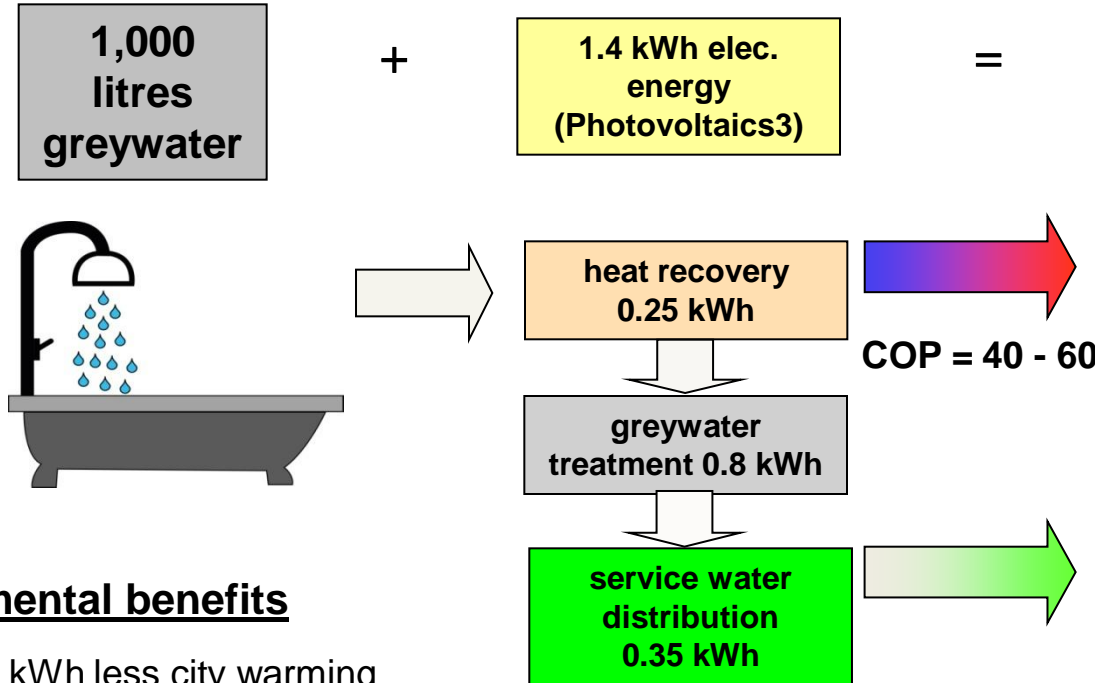 1,000
litres
greywater
+
1.4 kWh elec.
energy
(Photovoltaics3)
=
heat recovery
0.25 kWh
COP = 40 - 60
greywater
treatment 0.8 kWh
service water
distribution
0.35 kWh
mental benefits
kWh less city warming